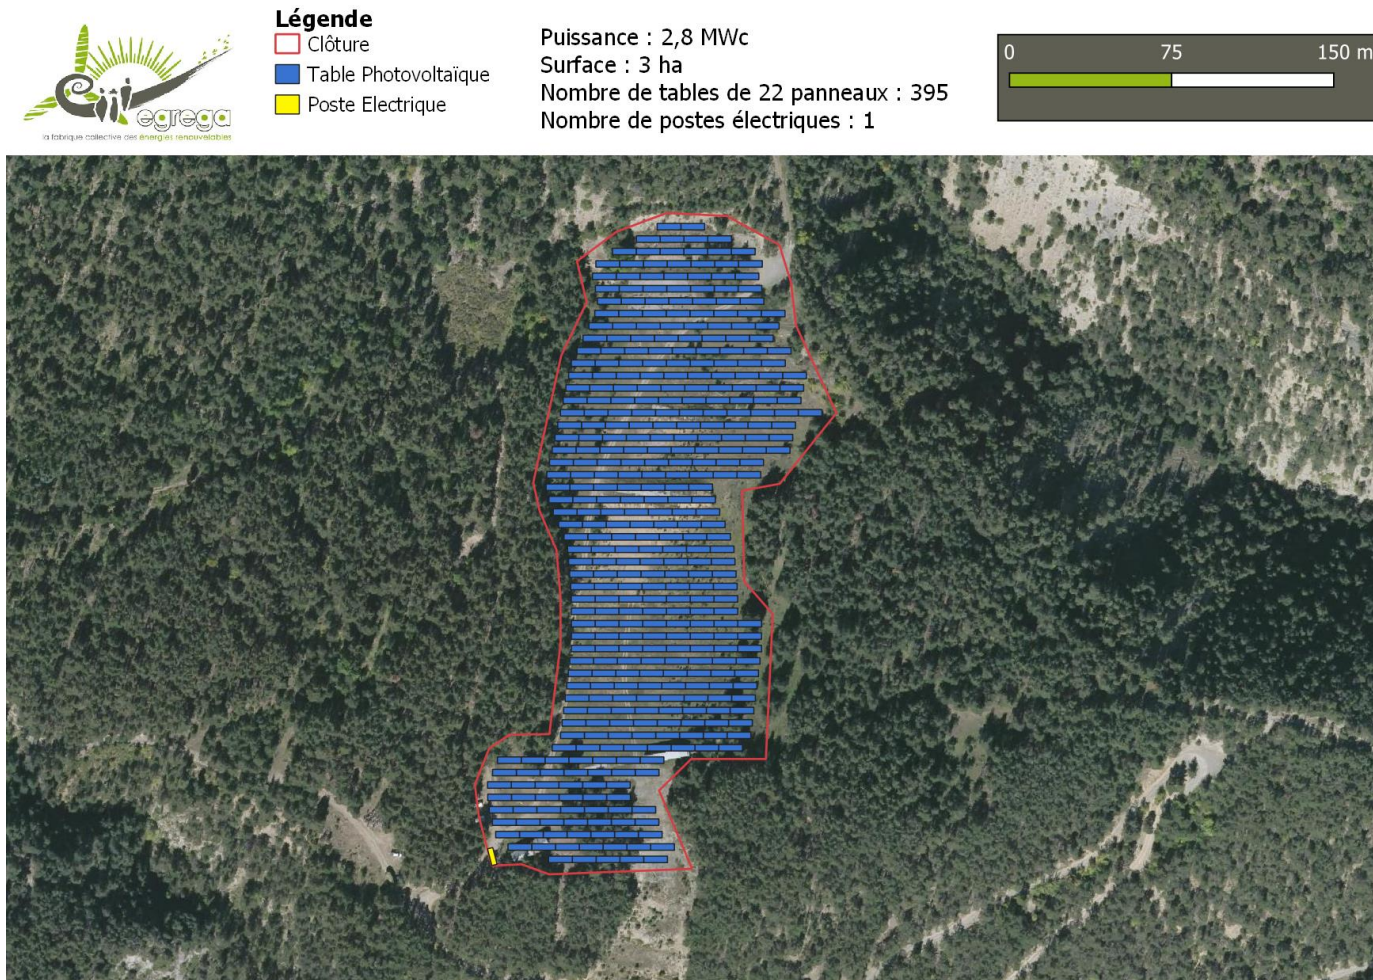 Légende
Clôture
Table Photovoltaïque
Poste Electrique
Puissance : 2,8 MWc
Surface : 3 ha
Nombre de tables de 22 panneaux : 395
Nombre de postes électriques : 1
0 75 150 m
egrega
la fabrique collective des énergies renouvelables